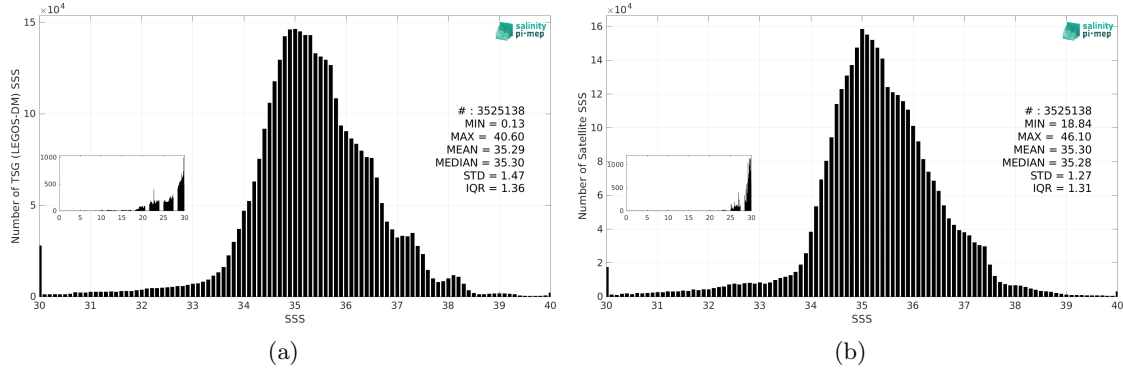 ×10⁴
15
10
5
0
Number of TSG (LEGOS-DM) SSS
salinity
pi-mep
# : 3525138
MIN = 0.13
MAX = 40.60
MEAN = 35.29
MEDIAN = 35.30
STD = 1.47
IQR = 1.36
1000
500
0
0 5 10 15 20 25 30
30 31 32 33 34 35 36 37 38 39 40
SSS
(a)
×10⁴
16
14
12
10
8
6
4
2
0
Number of Satellite SSS
salinity
pi-mep
# : 3525138
MIN = 18.84
MAX = 46.10
MEAN = 35.30
MEDIAN = 35.28
STD = 1.27
IQR = 1.31
1000
500
0
0 5 10 15 20 25 30
30 31 32 33 34 35 36 37 38 39 40
SSS
(b)